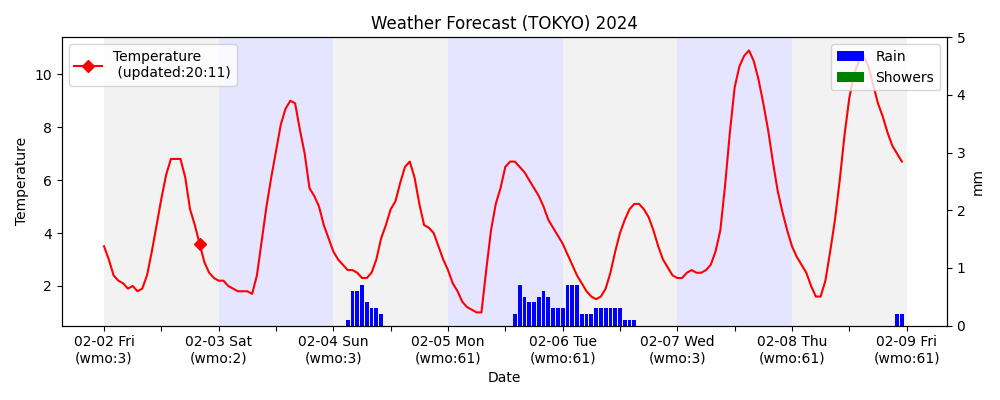 Weather Forecast (TOKYO) 2024
Temperature
(updated:20:11)
Rain
Showers
Temperature
10
8
6
4
2
5
4
3
2
1
0
mm
02-02 Fri
(wmo:3)
02-03 Sat
(wmo:2)
02-04 Sun
(wmo:3)
02-05 Mon
(wmo:61)
02-06 Tue
(wmo:61)
02-07 Wed
(wmo:3)
02-08 Thu
(wmo:61)
02-09 Fri
(wmo:61)
Date